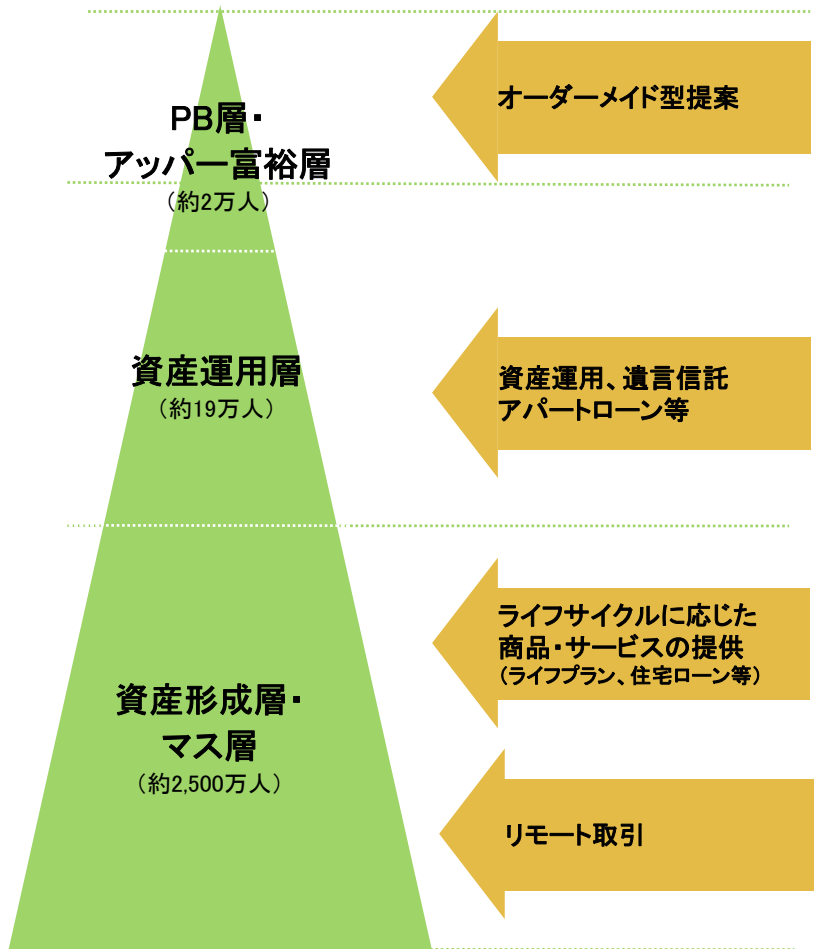 PB層・
アッパー富裕層
（約2万人）
オーダーメイド型提案
資産運用層
（約19万人）
資産運用、遺言信託
アパートローン等
資産形成層・
マス層
（約2,500万人）
ライフサイクルに応じた
商品・サービスの提供
（ライフプラン、住宅ローン等）
リモート取引